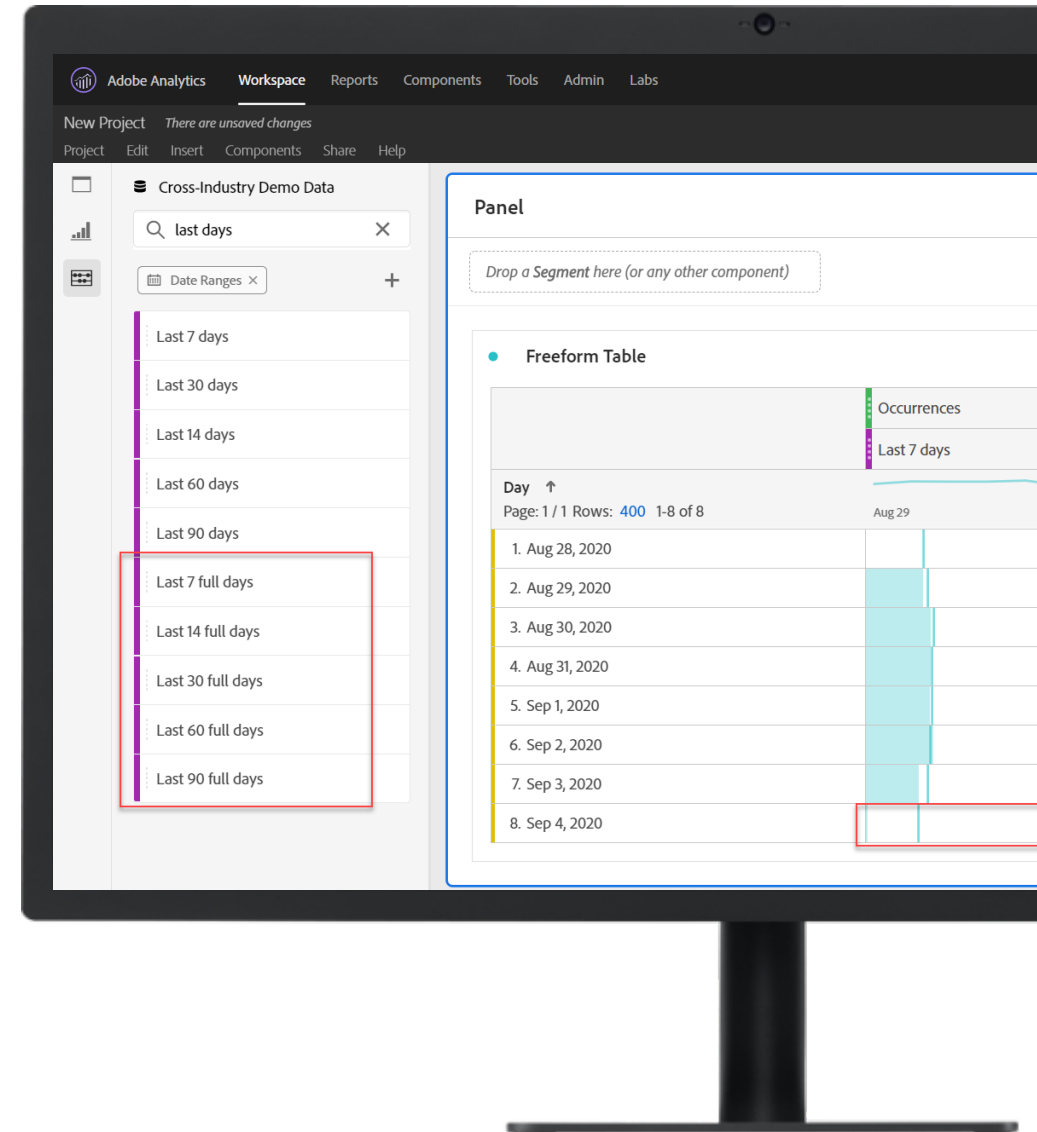 Adobe Analytics Workspace Reports Components Tools Admin Labs
New Project There are unsaved changes
Project Edit Insert Components Share Help
Cross-Industry Demo Data
last days
Date Ranges
Last 7 days
Last 30 days
Last 14 days
Last 60 days
Last 90 days
Last 7 full days
Last 14 full days
Last 30 full days
Last 60 full days
Last 90 full days
Panel
Drop a Segment here (or any other component)
Freeform Table
Occurrences
Last 7 days
Day ↑
Page: 1 / 1 Rows: 400 1-8 of 8
Aug 29
1. Aug 28, 2020
2. Aug 29, 2020
3. Aug 30, 2020
4. Aug 31, 2020
5. Sep 1, 2020
6. Sep 2, 2020
7. Sep 3, 2020
8. Sep 4, 2020